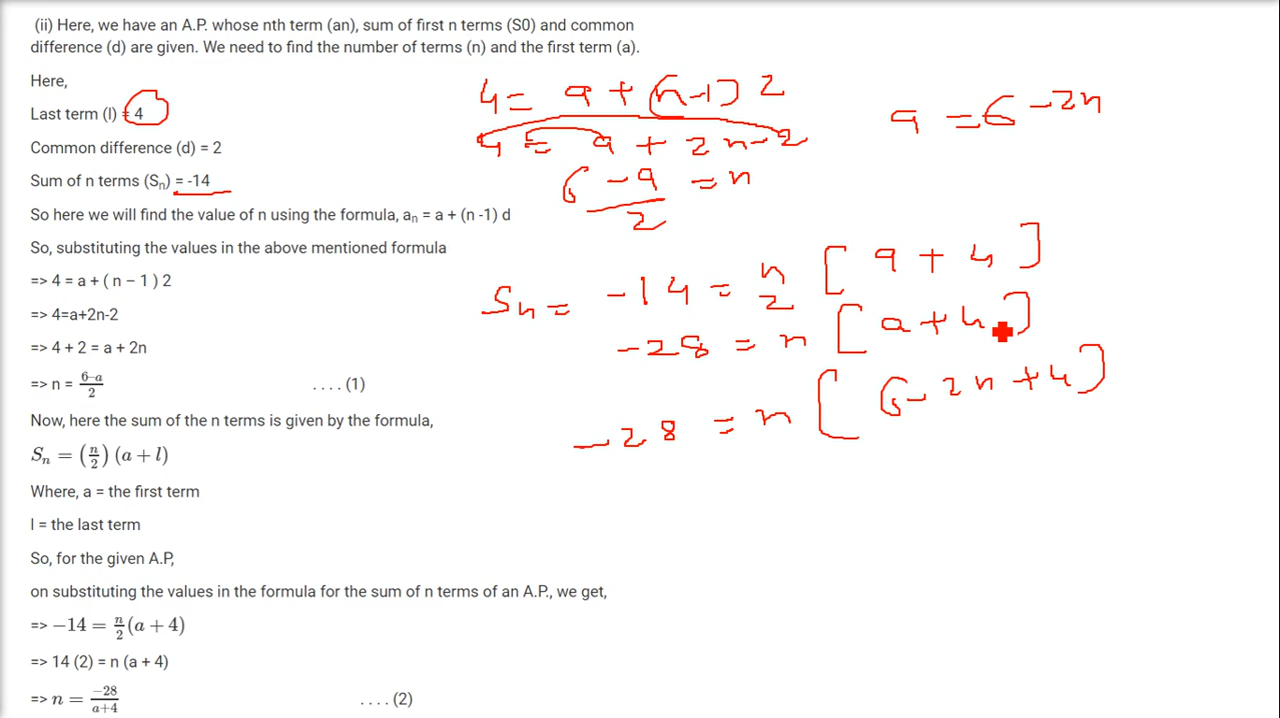 (ii) Here, we have an A.P. whose nth term (an), sum of first n terms (S0) and common
difference (d) are given. We need to find the number of terms (n) and the first term (a).
Here,
Last term (l) = 4
Common difference (d) = 2
Sum of n terms (Sₙ) = -14
So here we will find the value of n using the formula, aₙ = a + (n -1) d
So, substituting the values in the above mentioned formula
=> 4 = a + ( n – 1 ) 2
=> 4=a+2n-2
=> 4 + 2 = a + 2n
=> n = (6-a)/2 . . . . (1)
Now, here the sum of the n terms is given by the formula,
Sₙ = (n/2) (a + l)
Where, a = the first term
l = the last term
So, for the given A.P,
on substituting the values in the formula for the sum of n terms of an A.P., we get,
=> −14 = n/2 (a + 4)
=> 14 (2) = n (a + 4)
=> n = −28/(a+4) . . . . (2)
4 = a + (n-1) 2
4 = a + 2n-2
(6 - a)/2 = n
a = 6 - 2n
Sn = -14 = n/2 [ a + 4 ]
-28 = n [ a + 4 ]
-28 = n [ 6 - 2n + 4 ]